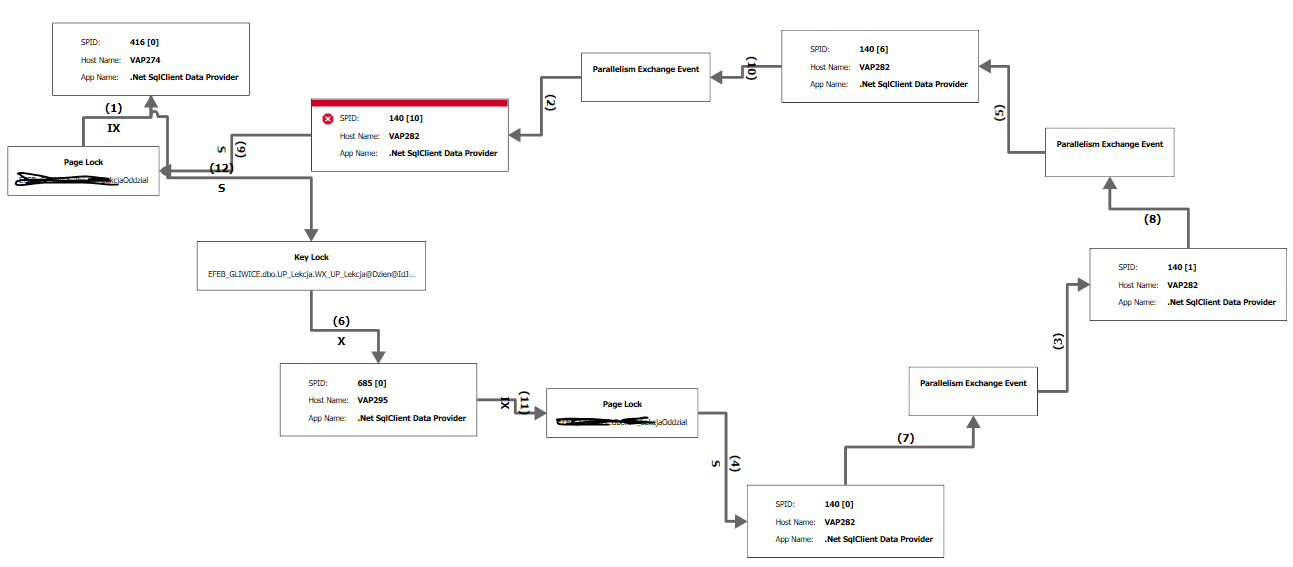 SPID: 416 [0]
Host Name: VAP274
App Name: .Net SqlClient Data Provider
(1)
IX
Page Lock
kcjaOddzial
SPID: 140 [10]
Host Name: VAP282
App Name: .Net SqlClient Data Provider
(9)
S
(12)
S
(2)
Parallelism Exchange Event
(10)
SPID: 140 [6]
Host Name: VAP282
App Name: .Net SqlClient Data Provider
(5)
Parallelism Exchange Event
(8)
SPID: 140 [1]
Host Name: VAP282
App Name: .Net SqlClient Data Provider
(3)
Key Lock
EFEB_GLIWICE.dbo.UP_Lekcja.WX_UP_Lekcja@Dzien@IdJ...
(6)
X
SPID: 685 [0]
Host Name: VAP295
App Name: .Net SqlClient Data Provider
(11)
IX
Page Lock
kcjaOddzial
(4)
S
Parallelism Exchange Event
(7)
SPID: 140 [0]
Host Name: VAP282
App Name: .Net SqlClient Data Provider